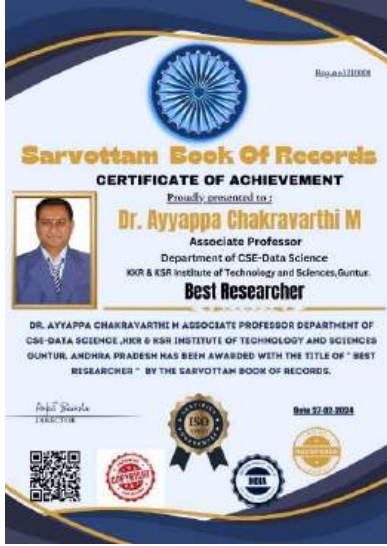 Sarvottam Book Of Records
CERTIFICATE OF ACHIEVEMENT
Proudly presented to :
Dr. Ayyappa Chakravarthi M
Associate Professor
Department of CSE-Data Science
KKR & KSR Institute of Technology and Sciences,Guntur.
Best Researcher
DR. AYYAPPA CHAKRAVARTHI M ASSOCIATE PROFESSOR DEPARTMENT OF
CSE-DATA SCIENCE ,KKR & KSR INSTITUTE OF TECHNOLOGY AND SCIENCES
GUNTUR, ANDHRA PRADESH HAS BEEN AWARDED WITH THE TITLE OF " BEST
RESEARCHER " BY THE SARVOTTAM BOOK OF RECORDS.
DIRECTOR
Date 27-02-2024
ISO
COPYRIGHT
INDIA